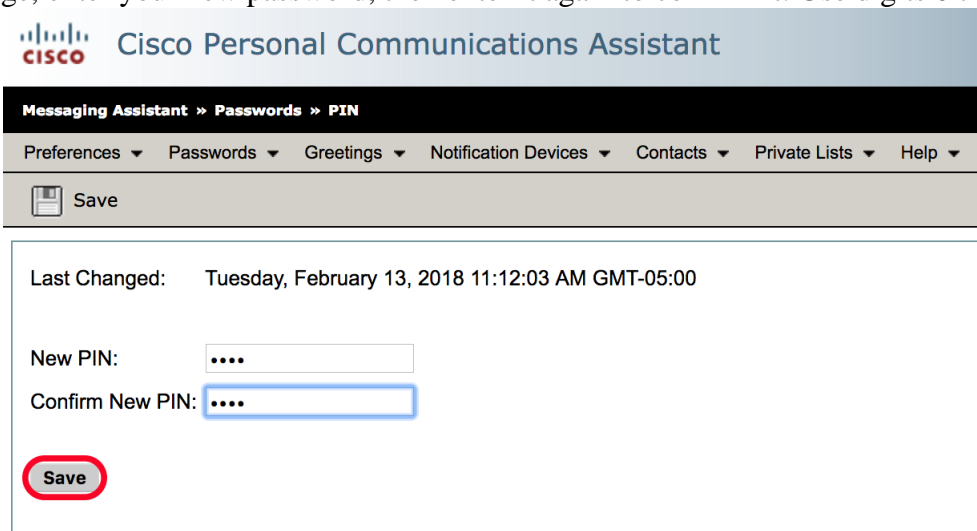 cisco Cisco Personal Communications Assistant
Messaging Assistant » Passwords » PIN
Preferences Passwords Greetings Notification Devices Contacts Private Lists Help
Save
Last Changed: Tuesday, February 13, 2018 11:12:03 AM GMT-05:00
New PIN: ••••
Confirm New PIN: ••••
Save